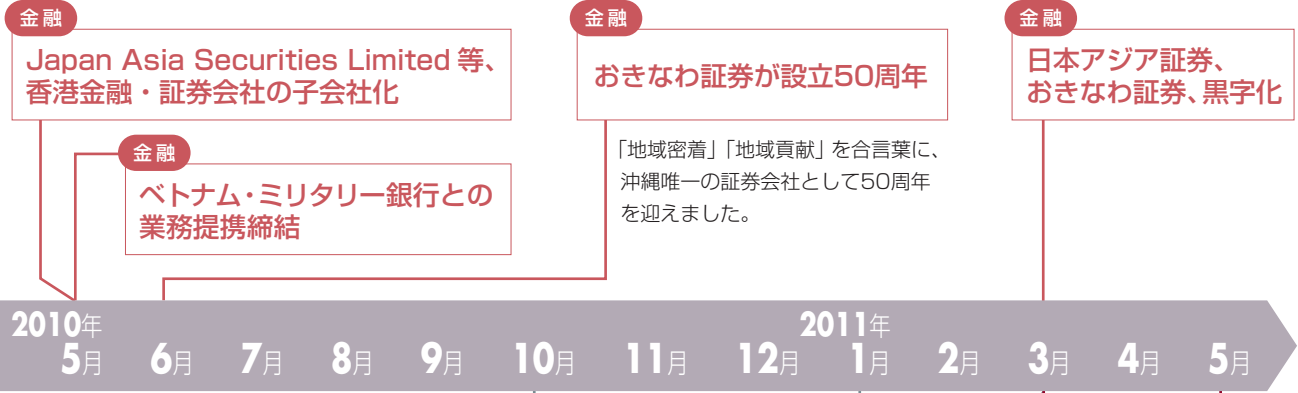 金融
Japan Asia Securities Limited 等、
香港金融・証券会社の子会社化
金融
ベトナム・ミリタリー銀行との
業務提携締結
金融
おきなわ証券が設立50周年
「地域密着」「地域貢献」を合言葉に、
沖縄唯一の証券会社として50周年
を迎えました。
金融
日本アジア証券、
おきなわ証券、黒字化
2010年 2011年
5月 6月 7月 8月 9月 10月 11月 12月 1月 2月 3月 4月 5月